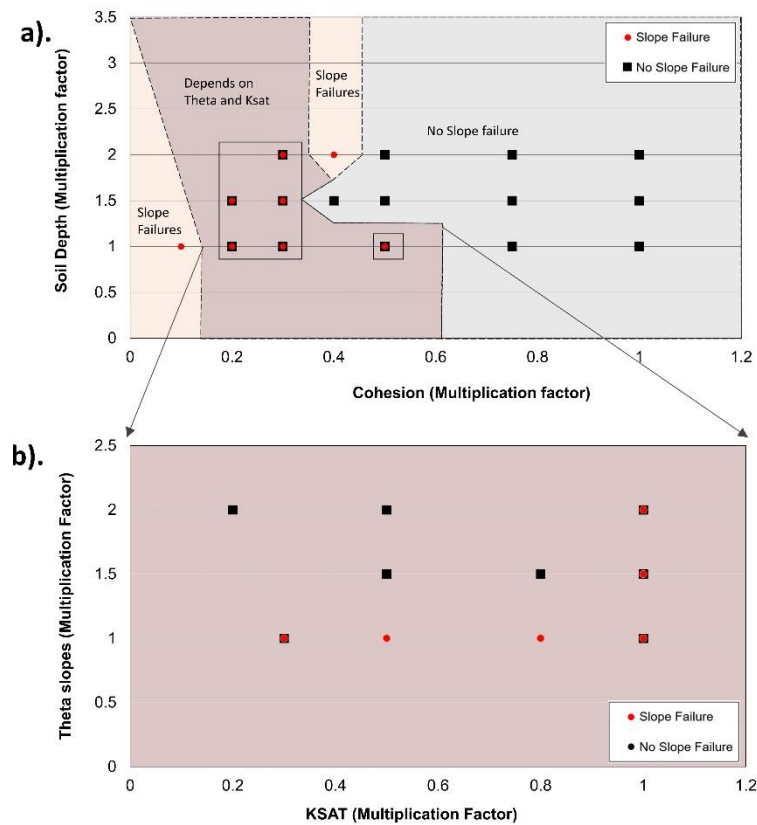 a).
Soil Depth (Multiplication factor)
3.5
3
2.5
2
1.5
1
0.5
0
0
0.2
0.4
0.6
0.8
1
1.2
Cohesion (Multiplication factor)
Depends on
Theta and Ksat
Slope
Failures
No Slope failure
Slope
Failures
Slope Failure
No Slope Failure
b).
Theta slopes (Multiplication Factor)
2.5
2
1.5
1
0.5
0
0
0.2
0.4
0.6
0.8
1
1.2
KSAT (Multiplication Factor)
Slope Failure
No Slope Failure